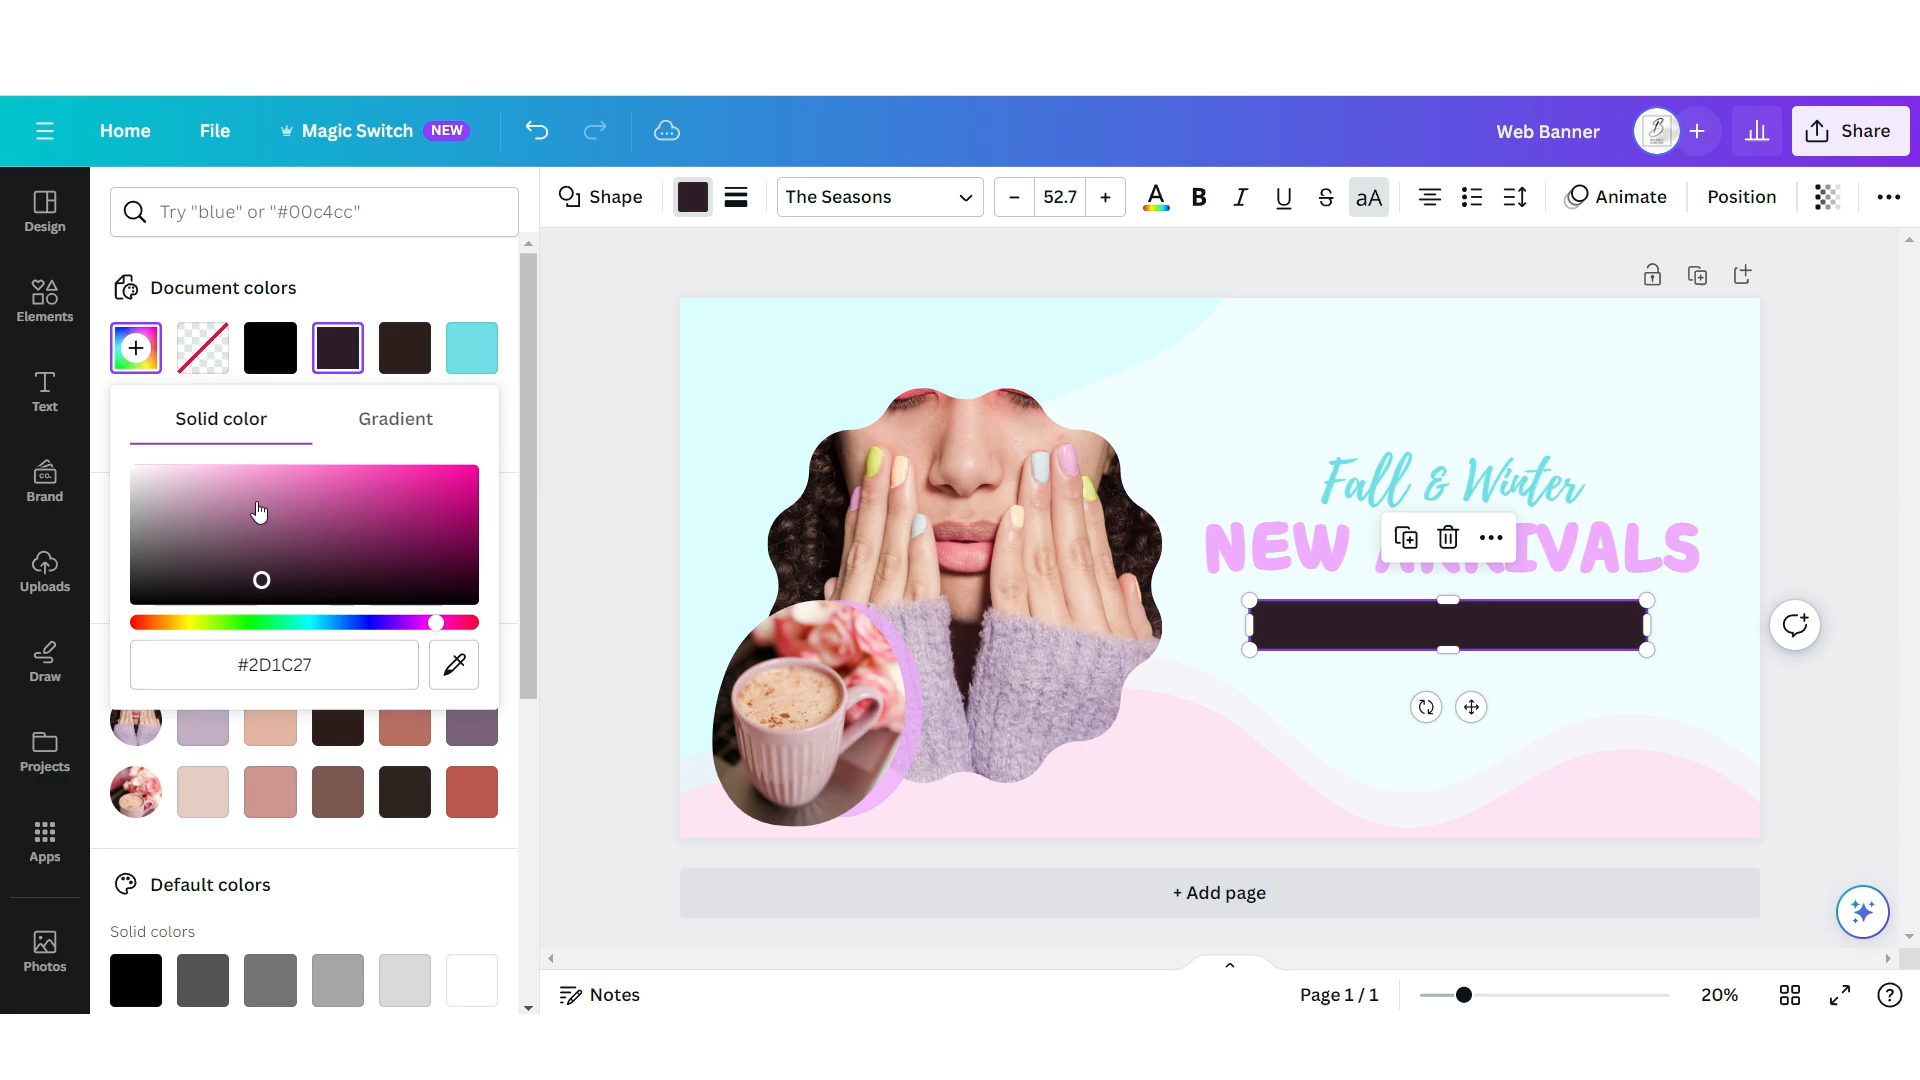 Home
File
Magic Switch NEW
Web Banner
Share
Design
Elements
Text
Brand
Uploads
Draw
Projects
Apps
Photos
Try "blue" or "#00c4cc"
Document colors
Solid color
Gradient
#2D1C27
Default colors
Solid colors
Shape
The Seasons
– 52.7 +
A B I U S aA
Animate
Position
Fall & Winter
NEW ARRIVALS
+ Add page
Notes
Page 1 / 1
20%